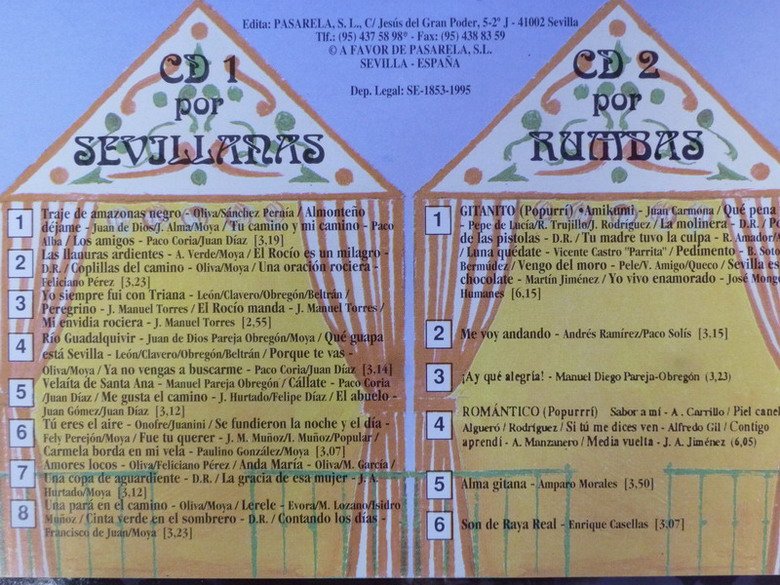 Edita: PASARELA, S. L., C/ Jesús del Gran Poder, 5-2º J - 41002 Sevilla
Tlf.: (95) 437 58 98* - Fax: (95) 438 83 59
© A FAVOR DE PASARELA, S.L.
SEVILLA - ESPAÑA
Dep. Legal: SE-1853-1995
CD 1
por
SEVILLANAS
1 Traje de amazonas negro - Oliva/Sánchez Pernía / Almonteño
déjame - Juan de Dios/J. Alma/Moya / Tu camino y mi camino - Paco
Alba / Los amigos - Paco Coria/Juan Díaz [3,19]
2 Las llanuras ardientes - A. Verde/Moya / El Rocío es un milagro -
D.R. / Coplillas del camino - Oliva/Moya / Una oración rociera -
Feliciano Pérez [3,23]
3 Yo siempre fui con Triana - León/Clavero/Obregón/Beltrán /
Peregrino - J. Manuel Torres / El Rocío manda - J. Manuel Torres /
Mi envidia rociera - J. Manuel Torres [2,55]
4 Río Guadalquivir - Juan de Dios Pareja Obregón/Moya / Qué guapa
está Sevilla - León/Clavero/Obregón/Beltrán / Porque te vas -
Oliva/Moya / Ya no vengas a buscarme - Paco Coria/Juan Díaz [3,14]
5 Velaíta de Santa Ana - Manuel Pareja Obregón / Cállate - Paco Coria
/Juan Díaz / Me gusta el camino - J. Hurtado/Felipe Díaz / El abuelo -
Juan Gómez/Juan Díaz [3,12]
6 Tú eres el aire - Onofre/Juanini / Se fundieron la noche y el día -
Fely Perejón/Moya / Fue tu querer - J. M. Muñoz/I. Muñoz/Popular /
Carmela borda en mi vela - Paulino González/Moya [3,07]
7 Amores locos - Oliva/Feliciano Pérez / Anda María - Oliva/M. García /
Una copa de aguardiente - D.R. / La gracia de esa mujer - J. A.
Hurtado/Moya [3,12]
8 Una pará en el camino - Oliva/Moya / Lerele - Evora/M. Lozano/Isidro
Muñoz / Cinta verde en el sombrero - D.R. / Contando los días -
Francisco de Juan/Moya [3,23]
CD 2
por
RUMBAS
1 GITANITO (Popurrí) •Amikumi - Juan Carmona / Qué pena
- Pepe de Lucía/R. Trujillo/J. Rodríguez / La molinera - D.R. /
de las pistolas - D.R. / Tu madre tuvo la culpa - R. Amador/
/ Luna quédate - Vicente Castro "Parrita" / Pedimento - B. Soto
Bermúdez / Vengo del moro - Pele/V. Amigo/Queco / Sevilla es
chocolate - Martín Jiménez / Yo vivo enamorado - José
Humanes [6,15]
2 Me voy andando - Andrés Ramírez/Paco Solís [3,15]
3 ¡Ay qué alegría! - Manuel Diego Pareja-Obregón (3,23)
4 ROMÁNTICO (Popurrrí) Sabor a mí - A. Carrillo / Piel
Algueró / Rodríguez / Si tú me dices ven - Alfredo Gil / Contigo
aprendí - A. Manzanero / Media vuelta - J. A. Jiménez (6,05)
5 Alma gitana - Amparo Morales [3,50]
6 Son de Raya Real - Enrique Casellas [3:07]